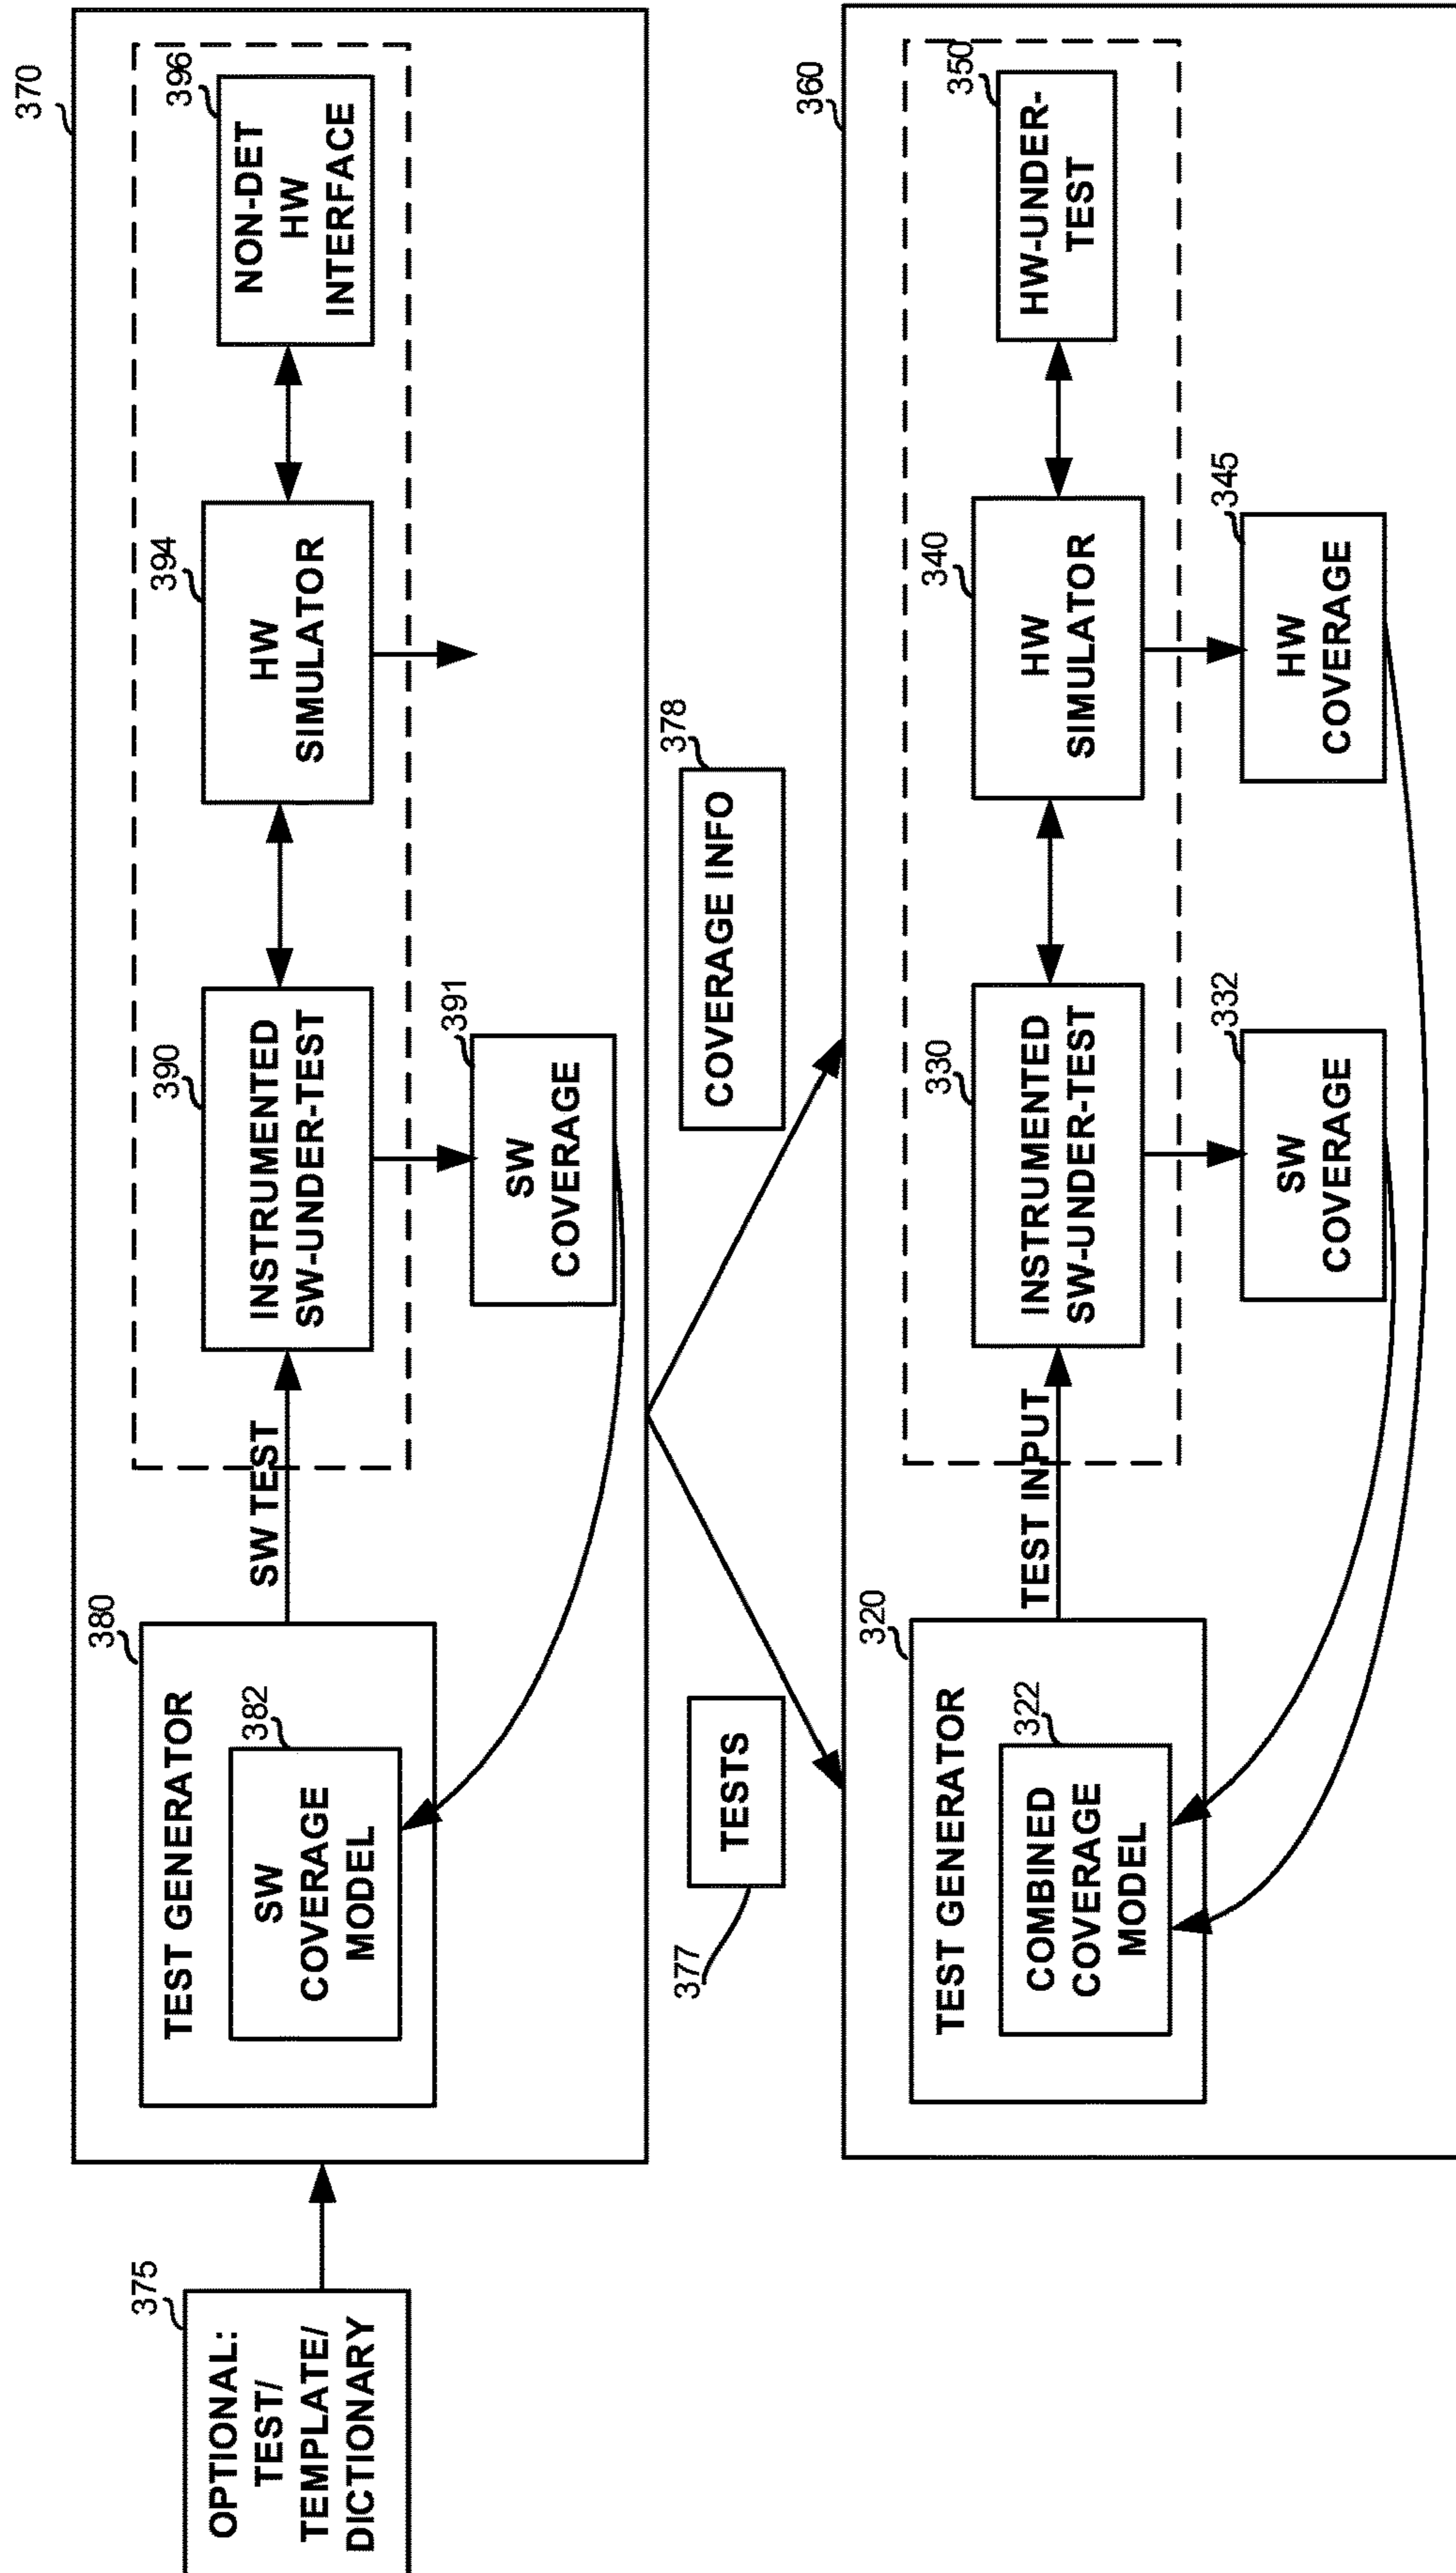 370
OPTIONAL:
TEST/
TEMPLATE/
DICTIONARY
375
TEST GENERATOR
380
SW
COVERAGE
MODEL
382
SW TEST
INSTRUMENTED
SW-UNDER-TEST
390
SW
COVERAGE
391
HW
SIMULATOR
394
NON-DET
HW
INTERFACE
396
TESTS
377
COVERAGE INFO
378
360
TEST GENERATOR
320
COMBINED
COVERAGE
MODEL
322
TEST INPUT
INSTRUMENTED
SW-UNDER-TEST
330
SW
COVERAGE
332
HW
SIMULATOR
340
HW
COVERAGE
345
HW-UNDER-
TEST
350